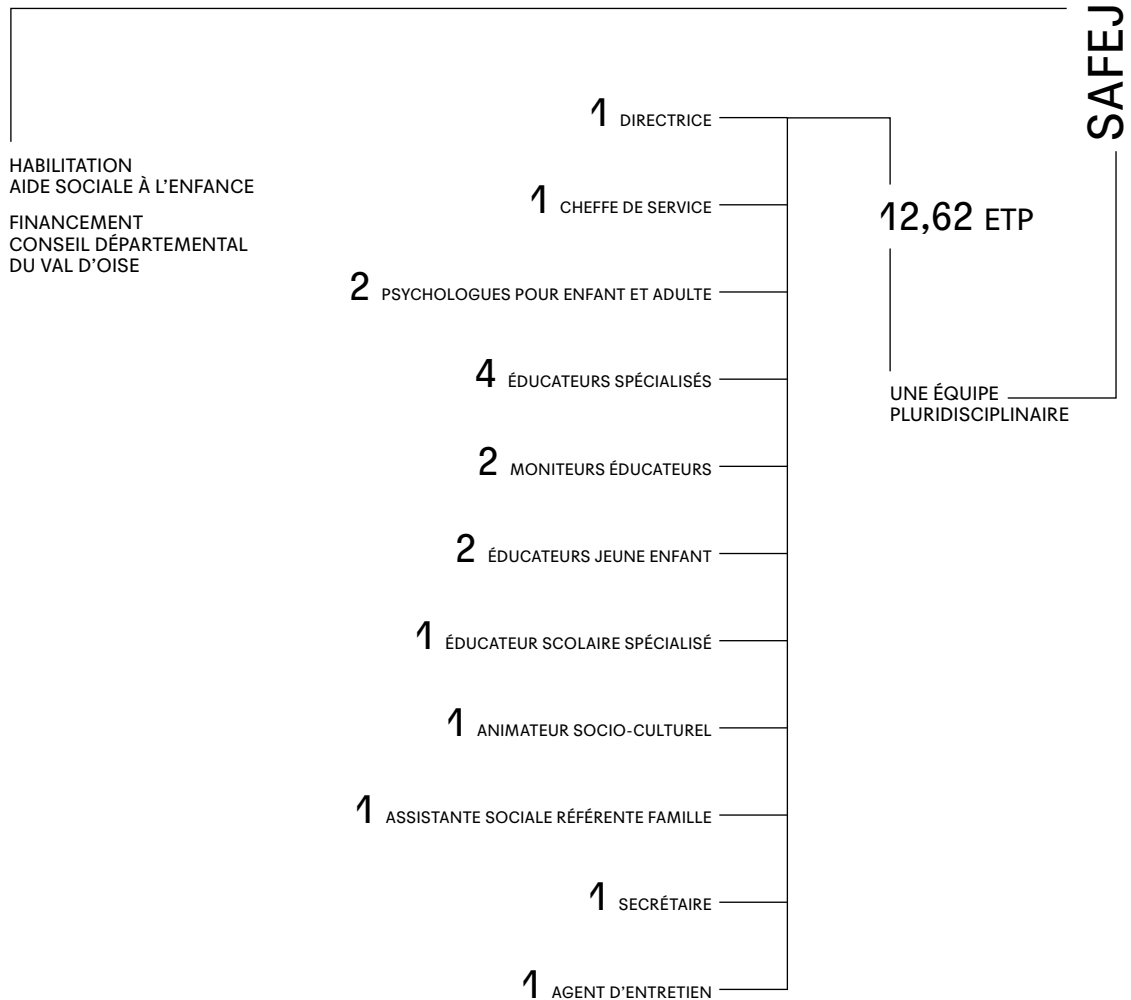 SAFEJ
HABILITATION
AIDE SOCIALE À L'ENFANCE
FINANCEMENT
CONSEIL DÉPARTEMENTAL
DU VAL D'OISE
1 DIRECTRICE
1 CHEFFE DE SERVICE
2 PSYCHOLOGUES POUR ENFANT ET ADULTE
4 ÉDUCATEURS SPÉCIALISÉS
2 MONITEURS ÉDUCATEURS
2 ÉDUCATEURS JEUNE ENFANT
1 ÉDUCATEUR SCOLAIRE SPÉCIALISÉ
1 ANIMATEUR SOCIO-CULTUREL
1 ASSISTANTE SOCIALE RÉFÉRENTE FAMILLE
1 SECRÉTAIRE
1 AGENT D'ENTRETIEN
12,62 ETP
UNE ÉQUIPE
PLURIDISCIPLINAIRE